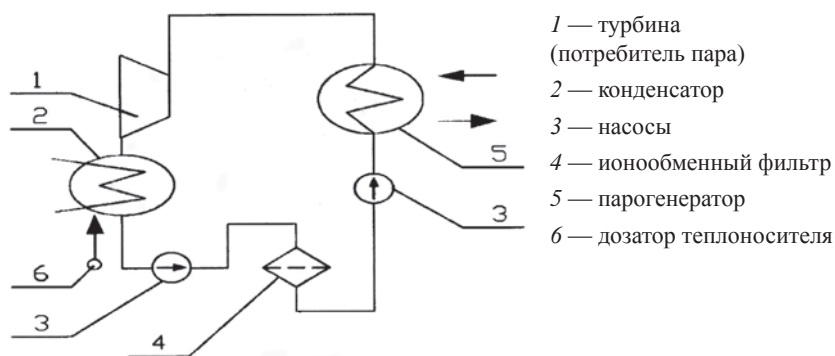 1 — турбина
(потребитель пара)
2 — конденсатор
3 — насосы
4 — ионообменный фильтр
5 — парогенератор
6 — дозатор теплоносителя
1
2
5
3
6
3
4